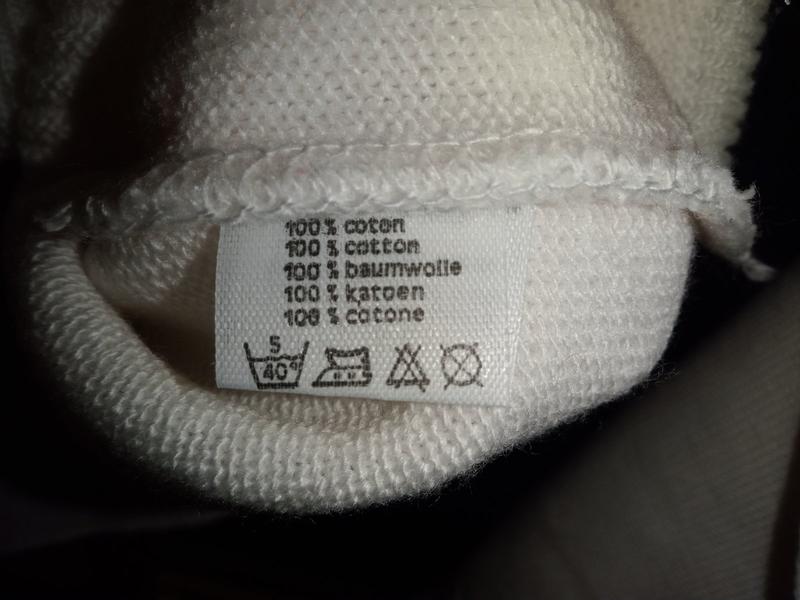 100 % coton
100 % cotton
100 % baumwolle
100 % katoen
100 % cotone
5
40°